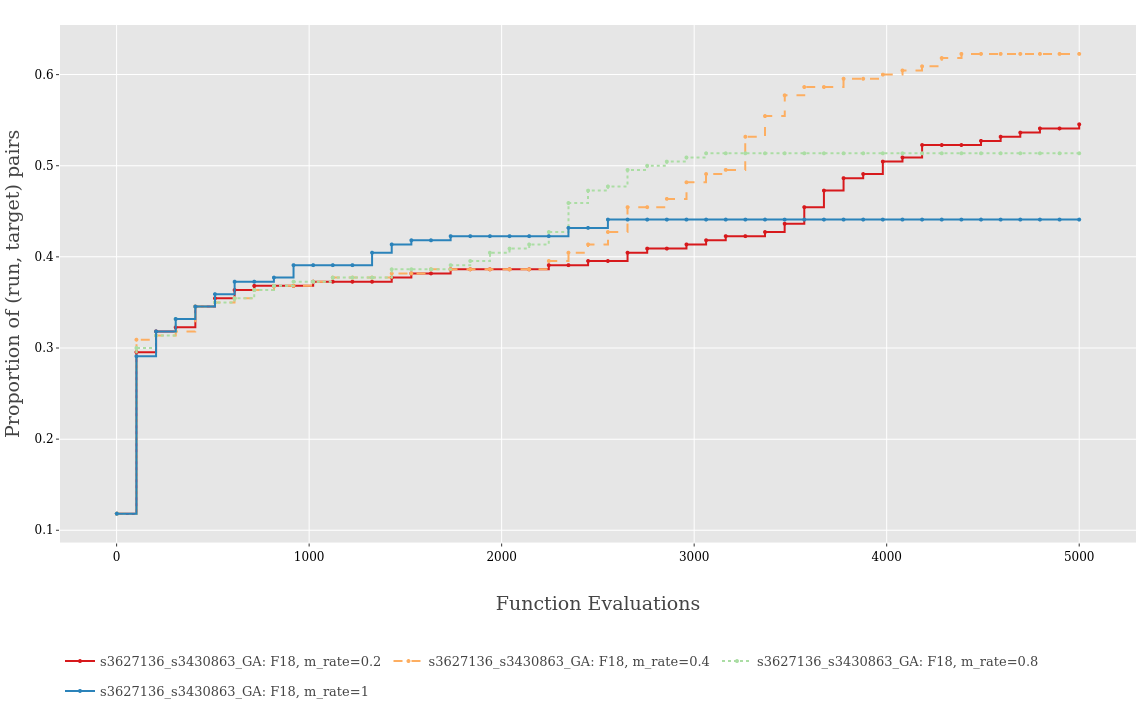 Proportion of (run, target) pairs
0.6
0.5
0.4
0.3
0.2
0.1
0 1000 2000 3000 4000 5000
Function Evaluations
s3627136_s3430863_GA: F18, m_rate=0.2 s3627136_s3430863_GA: F18, m_rate=0.4 s3627136_s3430863_GA: F18, m_rate=0.8
s3627136_s3430863_GA: F18, m_rate=1